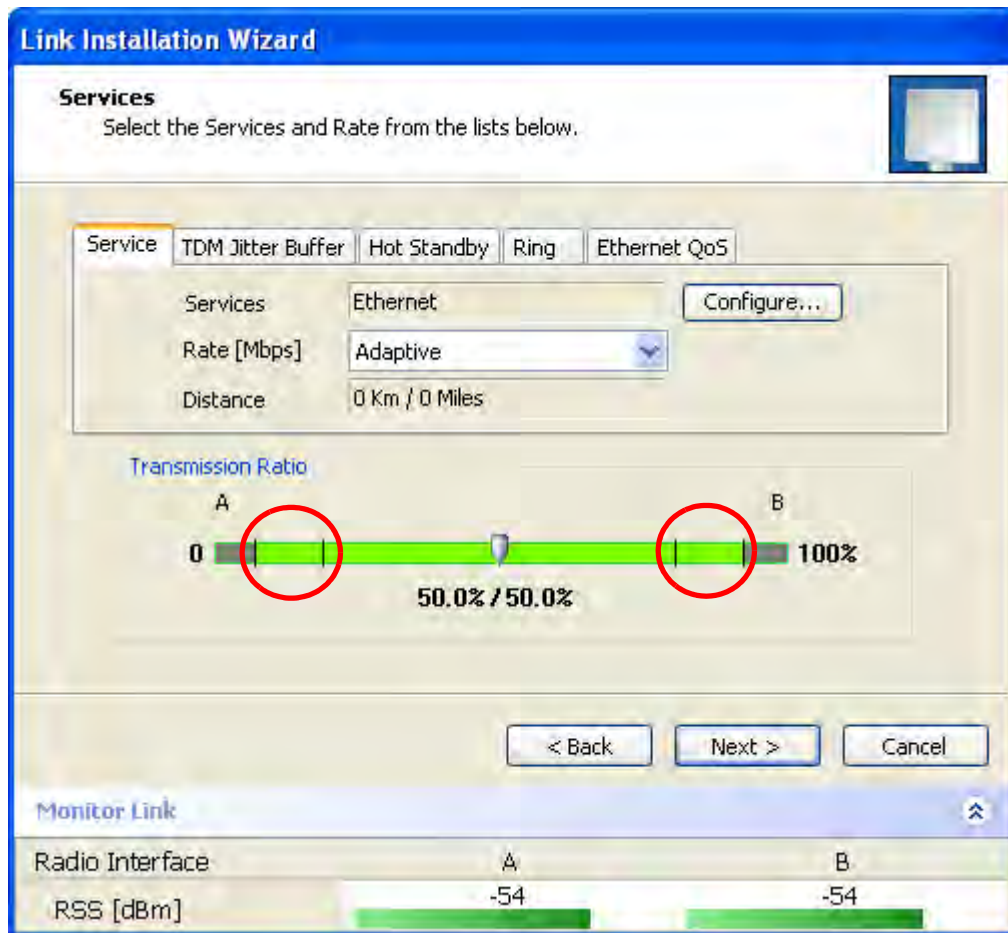 Link Installation Wizard
Services
Select the Services and Rate from the lists below.
Service TDM Jitter Buffer Hot Standby Ring Ethernet QoS
Services Ethernet Configure...
Rate [Mbps] Adaptive
Distance 0 Km / 0 Miles
Transmission Ratio
A B
0 100%
50.0% / 50.0%
< Back Next > Cancel
Monitor Link
Radio Interface A B
RSS [dBm] -54 -54